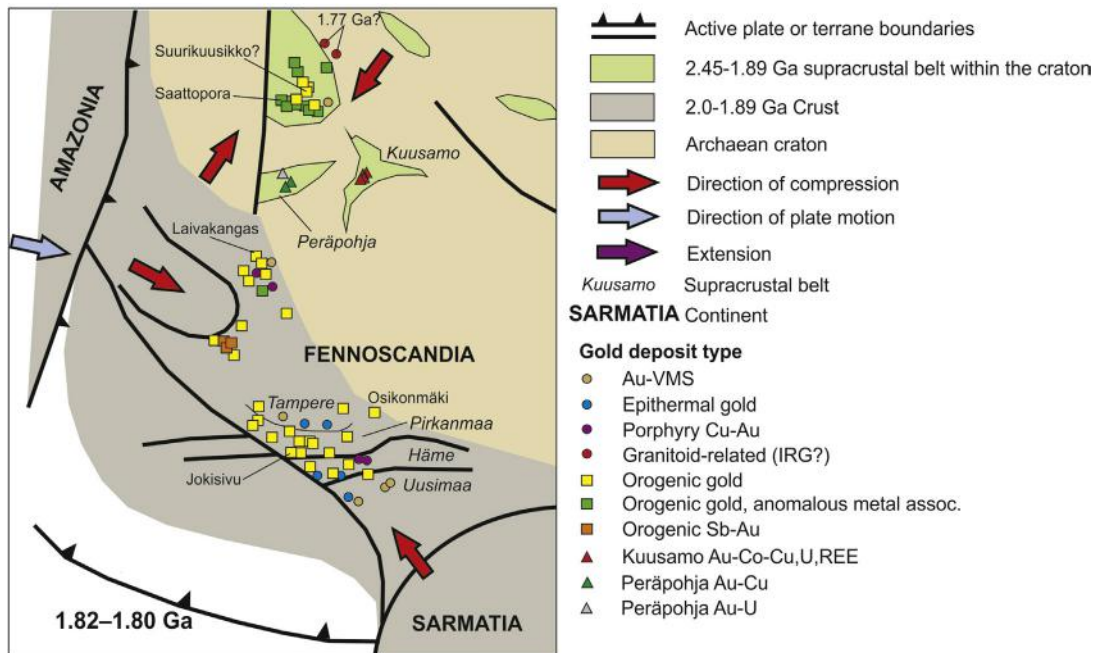 1.77 Ga?
Suurikuusikko?
Saattopora
AMAZONIA
Kuusamo
Peräpohja
Laivakangas
FENNOSCANDIA
Tampere
Osikonmäki
Pirkanmaa
Häme
Jokisivu
Uusimaa
1.82–1.80 Ga
SARMATIA
Active plate or terrane boundaries
2.45-1.89 Ga supracrustal belt within the craton
2.0-1.89 Ga Crust
Archaean craton
Direction of compression
Direction of plate motion
Extension
Kuusamo Supracrustal belt
SARMATIA Continent
Gold deposit type
Au-VMS
Epithermal gold
Porphyry Cu-Au
Granitoid-related (IRG?)
Orogenic gold
Orogenic gold, anomalous metal assoc.
Orogenic Sb-Au
Kuusamo Au-Co-Cu,U,REE
Peräpohja Au-Cu
Peräpohja Au-U